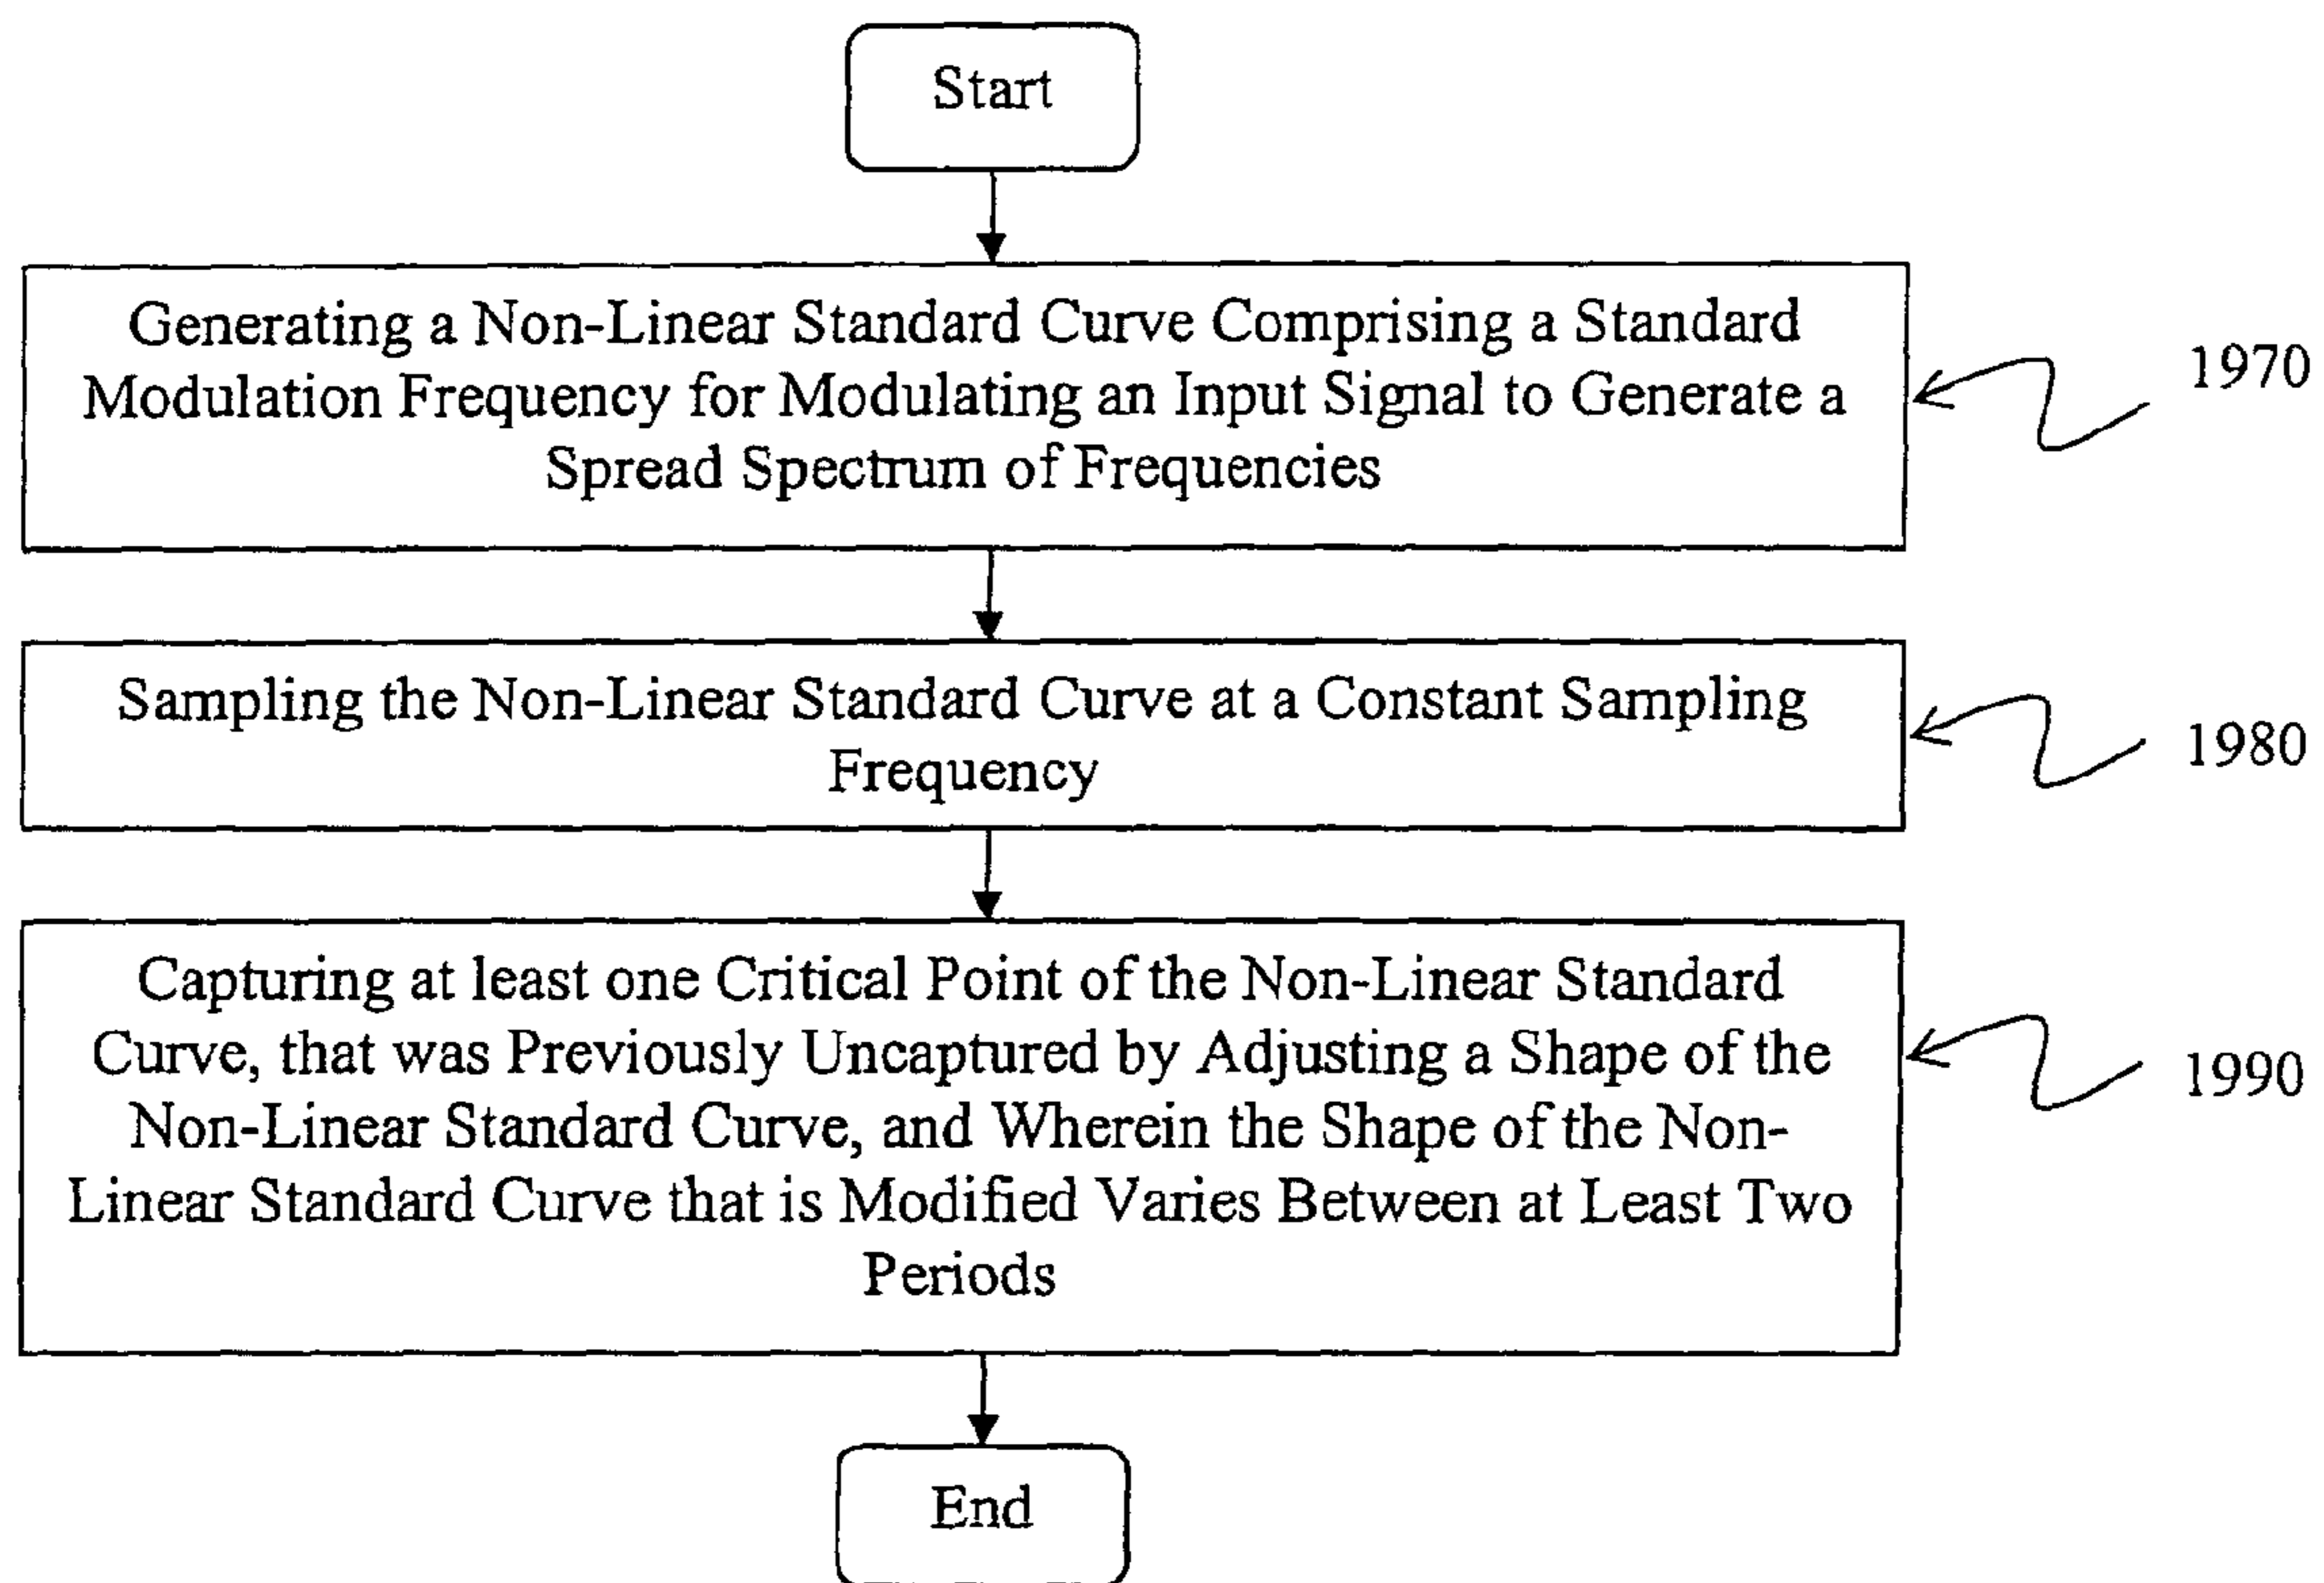 Start
Generating a Non-Linear Standard Curve Comprising a Standard
Modulation Frequency for Modulating an Input Signal to Generate a
Spread Spectrum of Frequencies
1970
Sampling the Non-Linear Standard Curve at a Constant Sampling
Frequency
1980
Capturing at least one Critical Point of the Non-Linear Standard
Curve, that was Previously Uncaptured by Adjusting a Shape of the
Non-Linear Standard Curve, and Wherein the Shape of the Non-
Linear Standard Curve that is Modified Varies Between at Least Two
Periods
1990
End